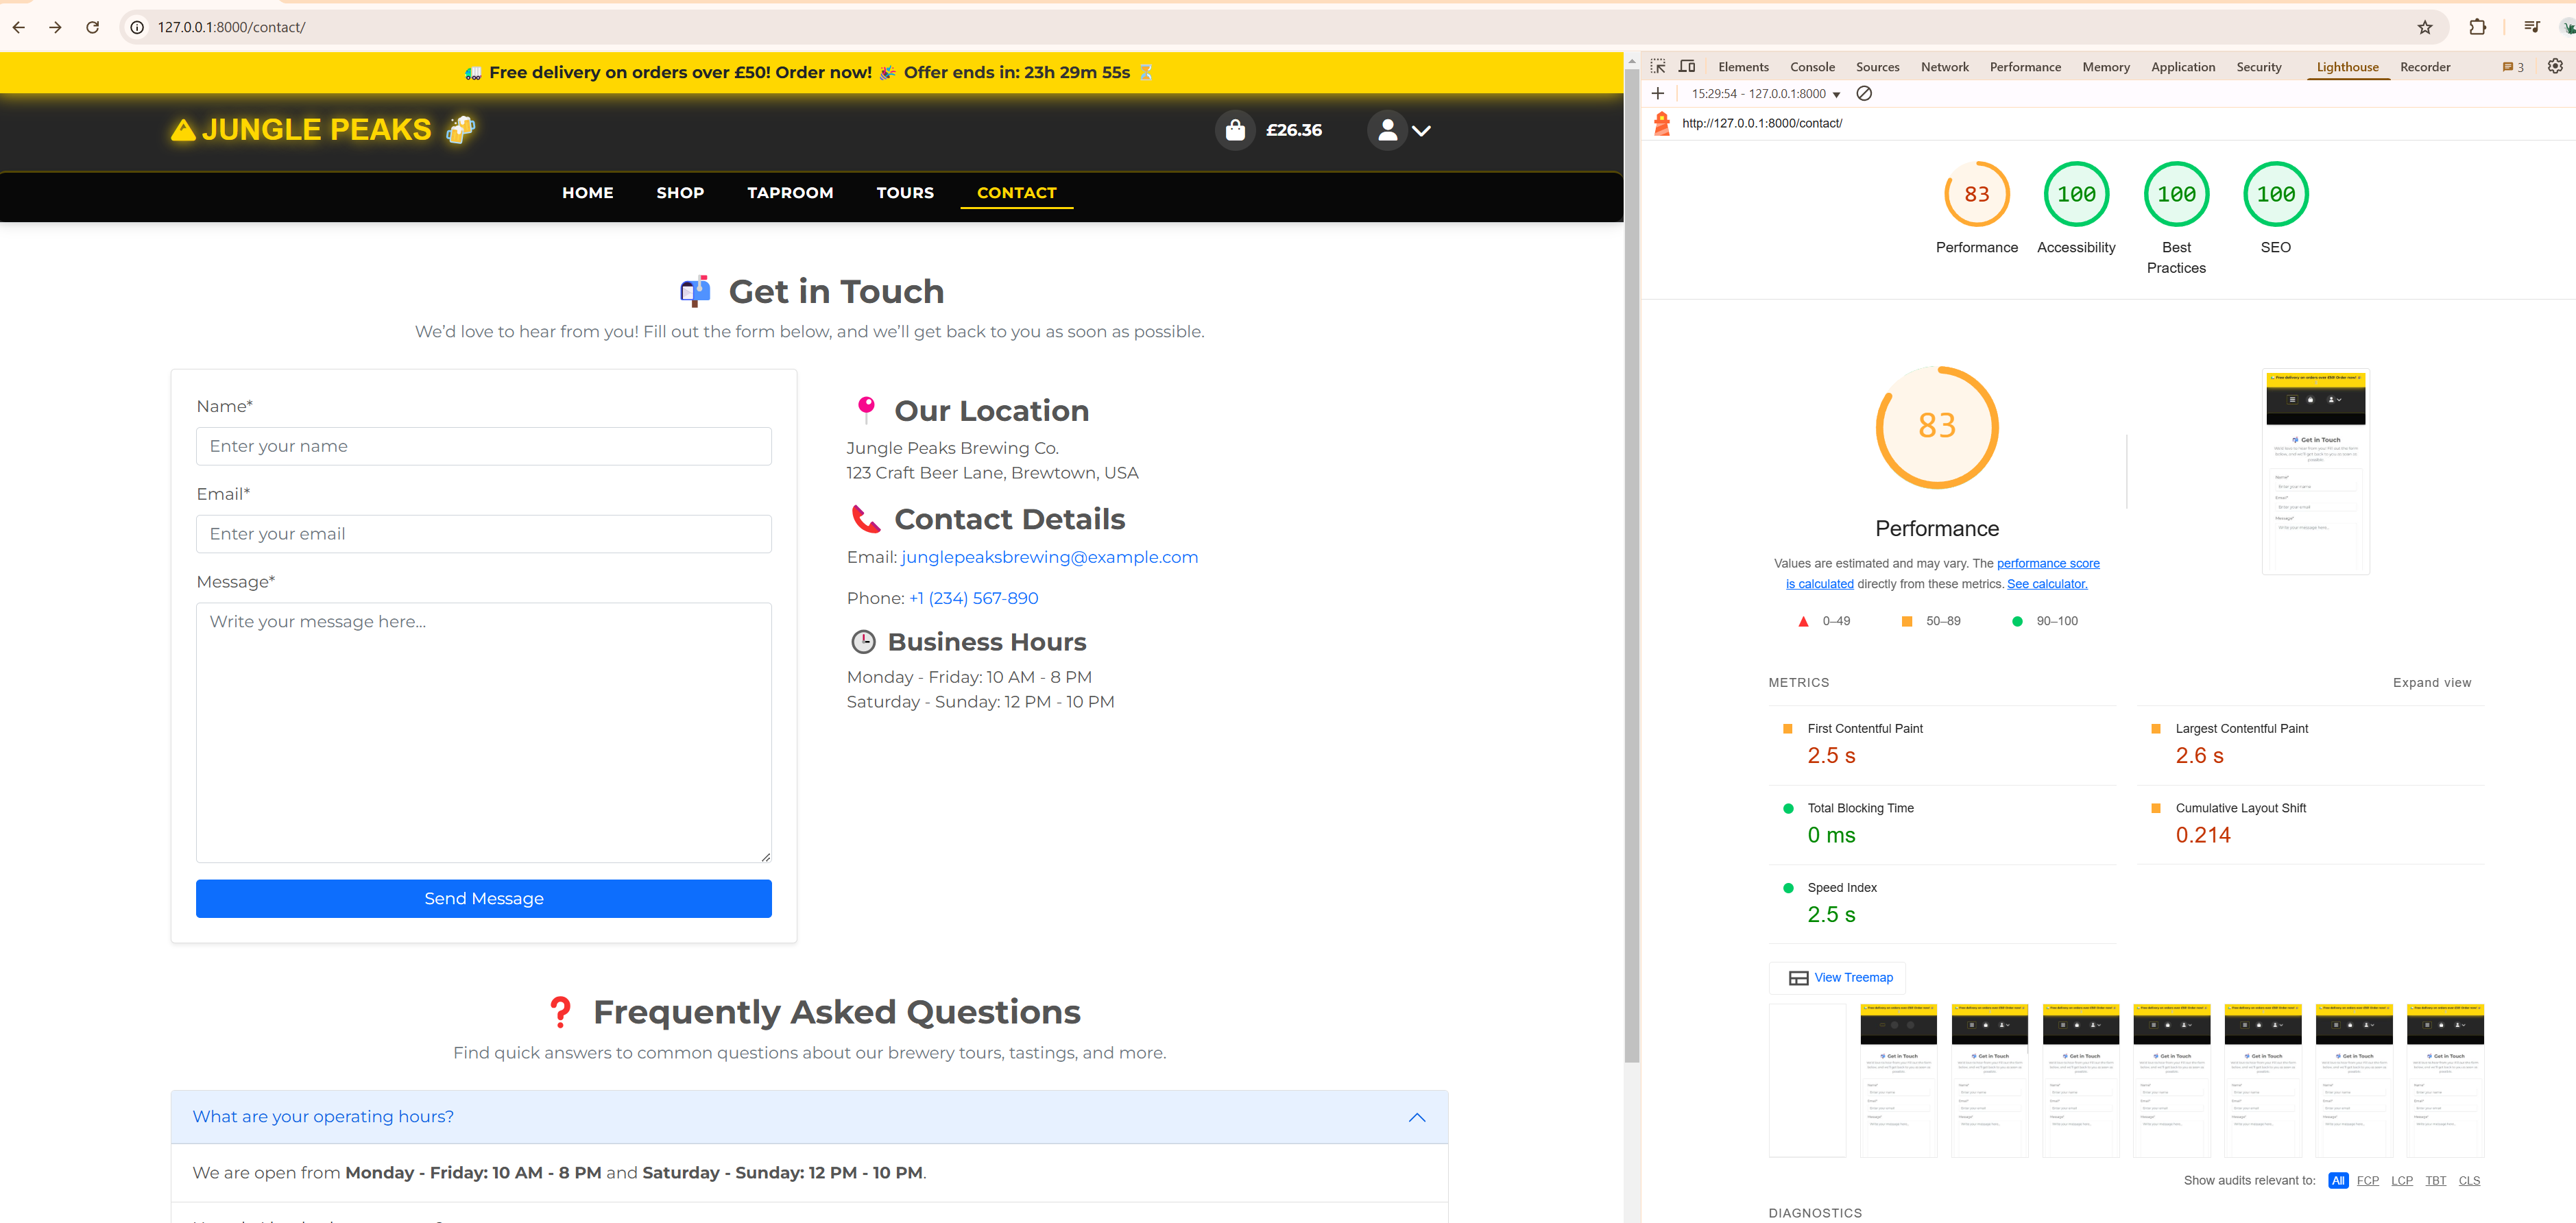 127.0.0.1:8000/contact/
Free delivery on orders over £50! Order now! Offer ends in: 23h 29m 55s
JUNGLE PEAKS
£26.36
HOME SHOP TAPROOM TOURS CONTACT
Get in Touch
We'd love to hear from you! Fill out the form below, and we'll get back to you as soon as possible.
Name*
Enter your name
Email*
Enter your email
Message*
Write your message here...
Send Message
Our Location
Jungle Peaks Brewing Co.
123 Craft Beer Lane, Brewtown, USA
Contact Details
Email: junglepeaksbrewing@example.com
Phone: +1 (234) 567-890
Business Hours
Monday - Friday: 10 AM - 8 PM
Saturday - Sunday: 12 PM - 10 PM
Frequently Asked Questions
Find quick answers to common questions about our brewery tours, tastings, and more.
What are your operating hours?
We are open from Monday - Friday: 10 AM - 8 PM and Saturday - Sunday: 12 PM - 10 PM.
Elements Console Sources Network Performance Memory Application Security Lighthouse Recorder 3
15:29:54 - 127.0.0.1:8000
http://127.0.0.1:8000/contact/
83 100 100 100
Performance Accessibility Best Practices SEO
83
Performance
Values are estimated and may vary. The performance score
is calculated directly from these metrics. See calculator.
0–49 50–89 90–100
METRICS
Expand view
First Contentful Paint
2.5 s
Largest Contentful Paint
2.6 s
Total Blocking Time
0 ms
Cumulative Layout Shift
0.214
Speed Index
2.5 s
View Treemap
Show audits relevant to: All FCP LCP TBT CLS
DIAGNOSTICS